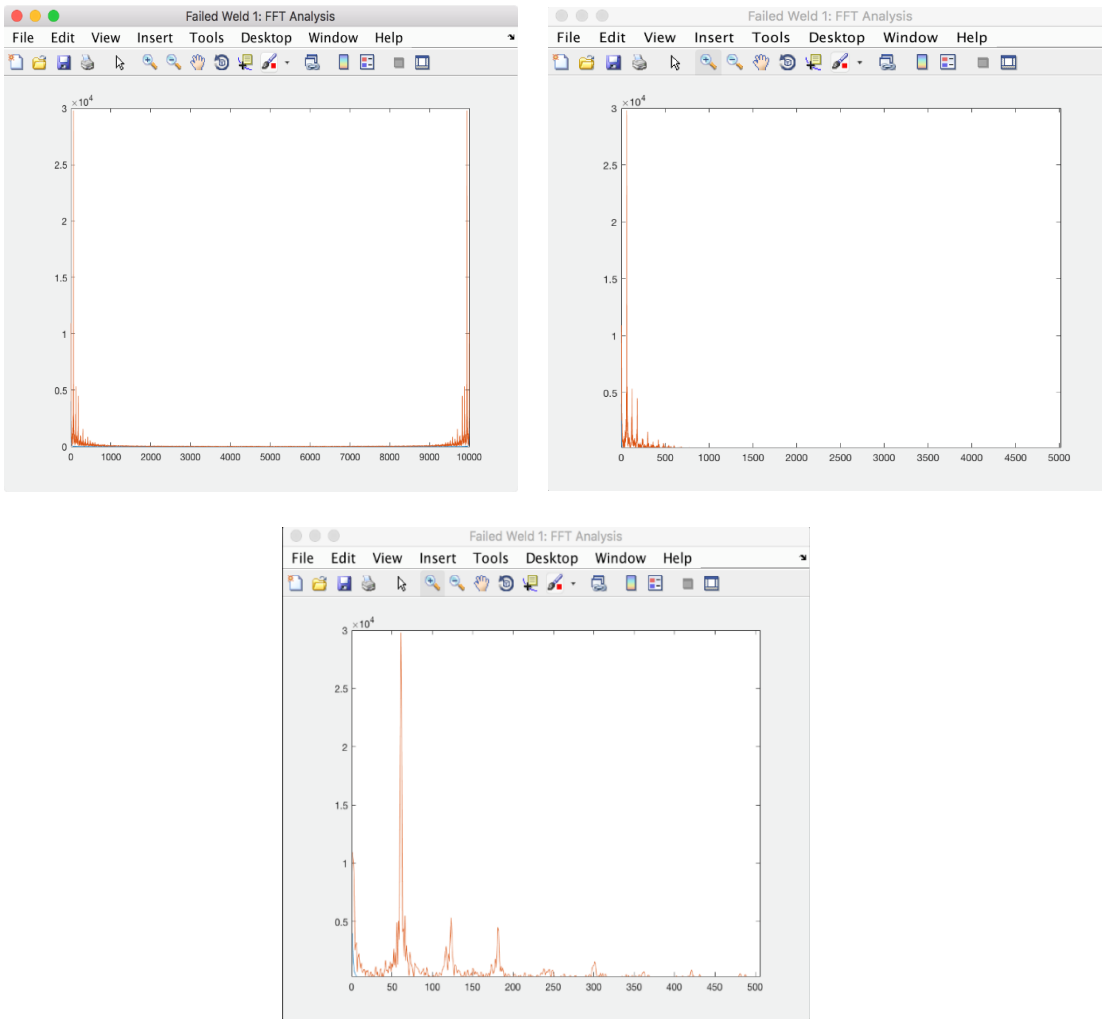 Failed Weld 1: FFT Analysis
File Edit View Insert Tools Desktop Window Help
×10⁴
3
2.5
2
1.5
1
0.5
0
0 1000 2000 3000 4000 5000 6000 7000 8000 9000 10000
Failed Weld 1: FFT Analysis
File Edit View Insert Tools Desktop Window Help
×10⁴
3
2.5
2
1.5
1
0.5
0 500 1000 1500 2000 2500 3000 3500 4000 4500 5000
Failed Weld 1: FFT Analysis
File Edit View Insert Tools Desktop Window Help
×10⁴
3
2.5
2
1.5
1
0.5
0 50 100 150 200 250 300 350 400 450 500